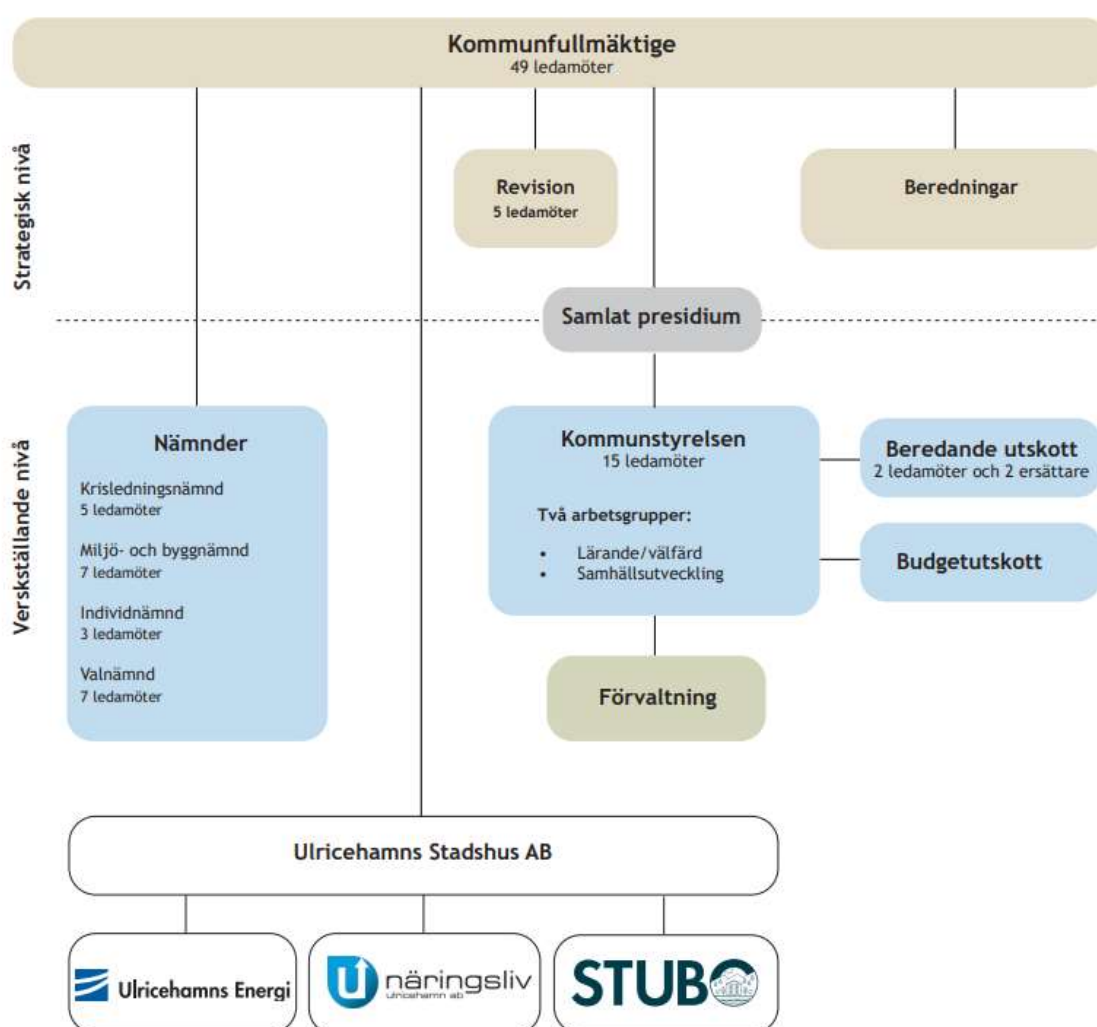 Kommunfullmäktige
49 ledamöter
Strategisk nivå
Revision
5 ledamöter
Beredningar
Samlat presidium
Verskställande nivå
Nämnder
Krisledningsnämnd
5 ledamöter
Miljö- och byggnämnd
7 ledamöter
Individnämnd
3 ledamöter
Valnämnd
7 ledamöter
Kommunstyrelsen
15 ledamöter
Två arbetsgrupper:
• Lärande/välfärd
• Samhällsutveckling
Beredande utskott
2 ledamöter och 2 ersättare
Budgetutskott
Förvaltning
Ulricehamns Stadshus AB
Ulricehamns Energi
U näringsliv
ulricehamn ab
STUBO